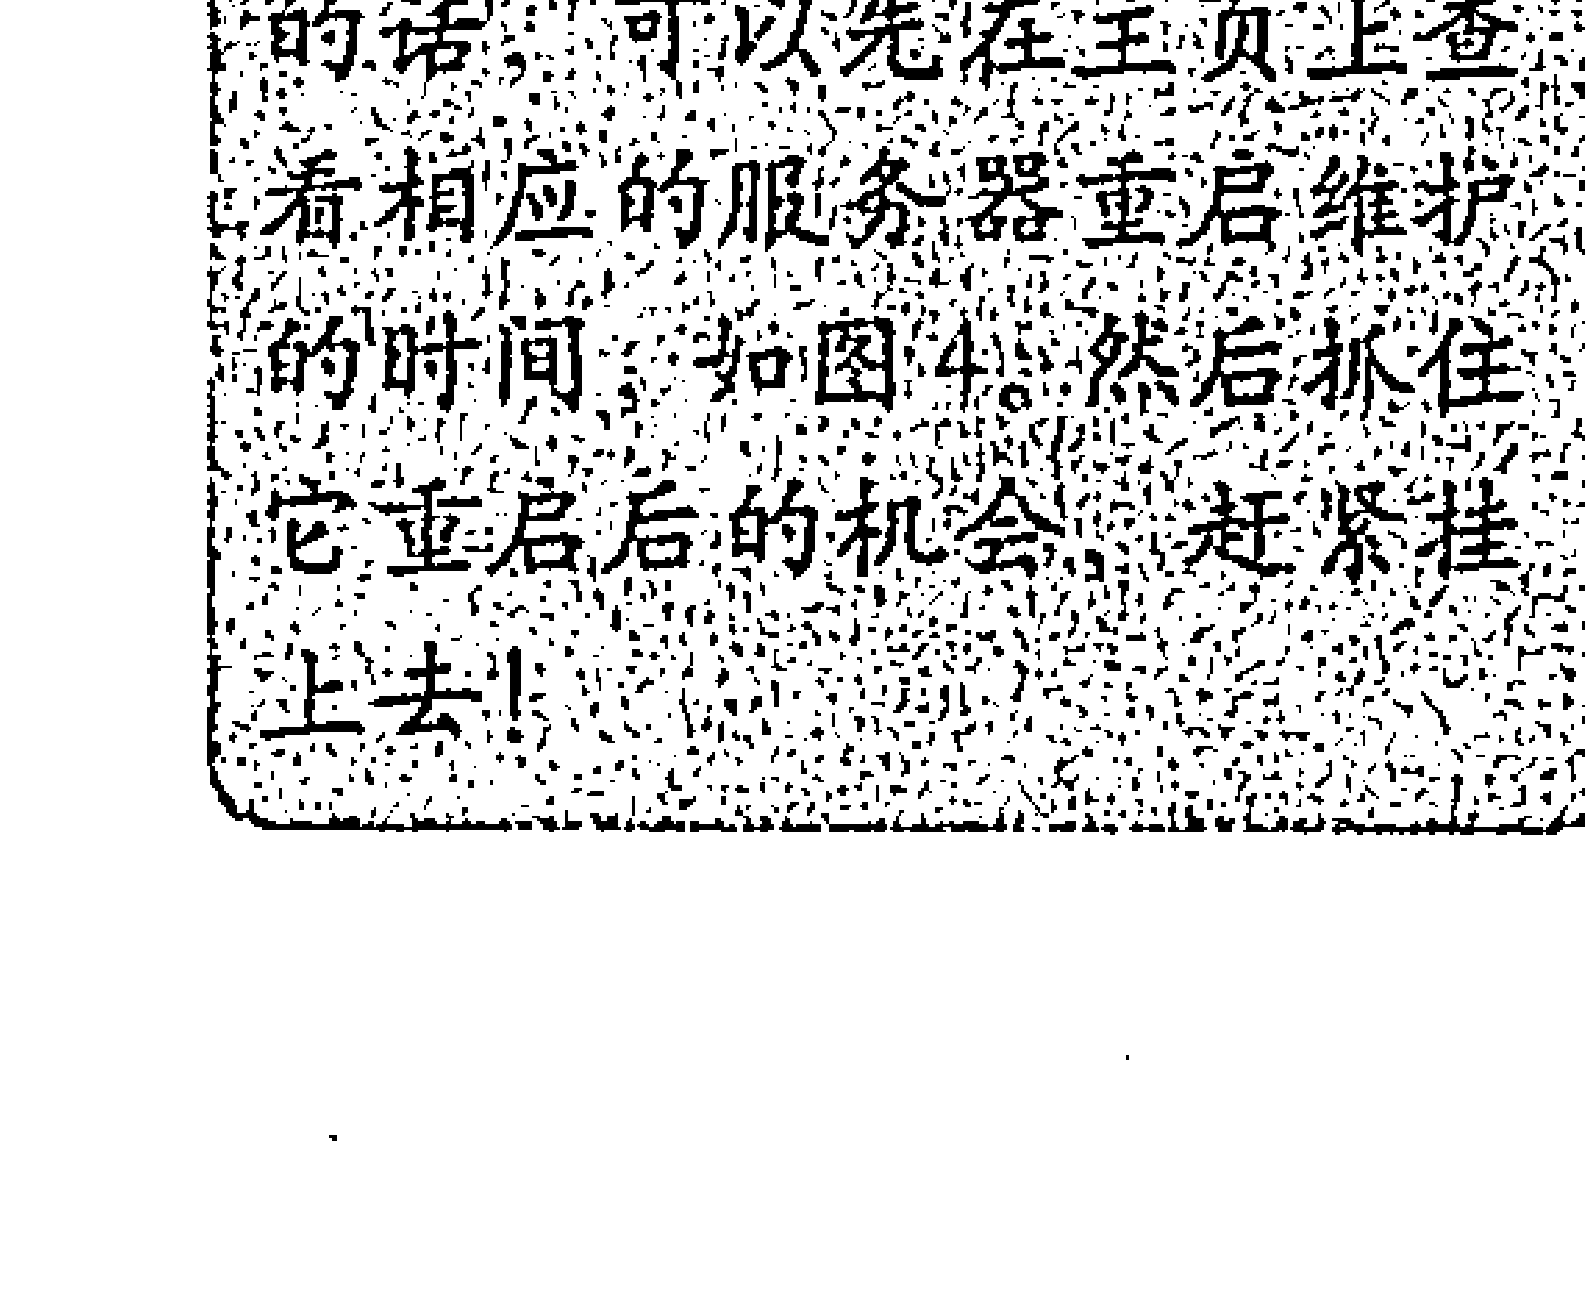 的话，可以先在主页上查
看相应的服务器重启维护
的时间，如图4。然后抓住
它重启后的机会，赶紧挂
上去!